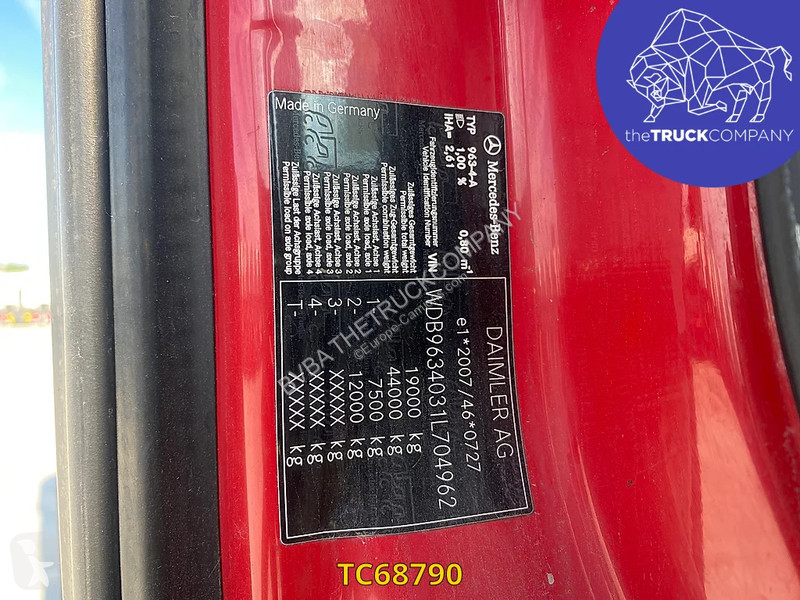 theTRUCKCOMPANY
Mercedes-Benz
TYP 963-4-A
1,00 %
0,80 m⁻¹
IHA= 2,61
Fahrzeugidentifizierungsnummer
Vehicle Identification Number VIN
Zulässiges Gesamtgewicht
Permissible total weight
Zulässiges Zug-Gesamtgewicht
Permissible combination weight
Zulässige Achslast, Achse 1
Permissible axle load, axle 1
Zulässige Achslast, Achse 2
Permissible axle load, axle 2
Zulässige Achslast, Achse 3
Permissible axle load, axle 3
Zulässige Achslast, Achse 4
Permissible axle load, axle 4
Zulässige Last der Achsgruppe
Permissible load on axle group
Made in Germany
DAIMLER AG
e1*2007/46*0727
WDB9634031L704962
19000 kg
44000 kg
1- 7500 kg
2- 12000 kg
3- XXXXX kg
4- XXXXX kg
T- XXXXX kg
BVBA THETRUCKCOMPANY
TC68790